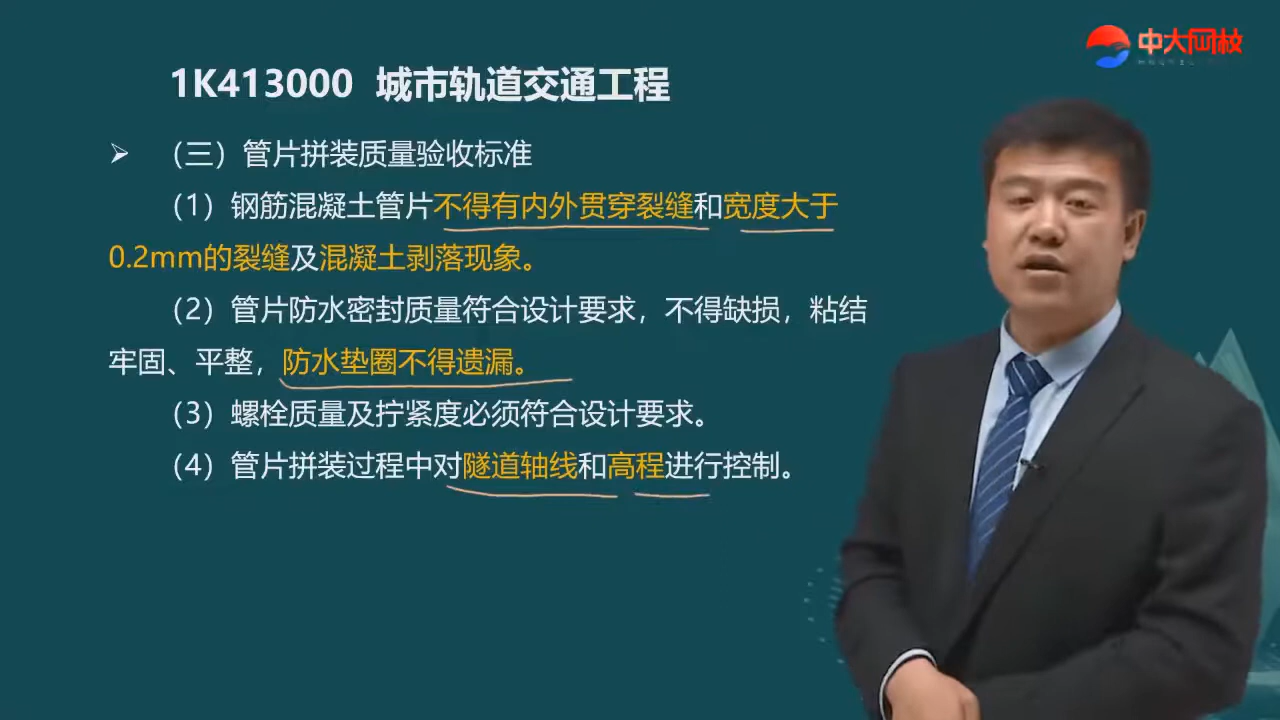 中大网校
1K413000 城市轨道交通工程
（三）管片拼装质量验收标准
（1）钢筋混凝土管片不得有内外贯穿裂缝和宽度大于
0.2mm的裂缝及混凝土剥落现象。
（2）管片防水密封质量符合设计要求，不得缺损，粘结
牢固、平整，防水垫圈不得遗漏。
（3）螺栓质量及拧紧度必须符合设计要求。
（4）管片拼装过程中对隧道轴线和高程进行控制。